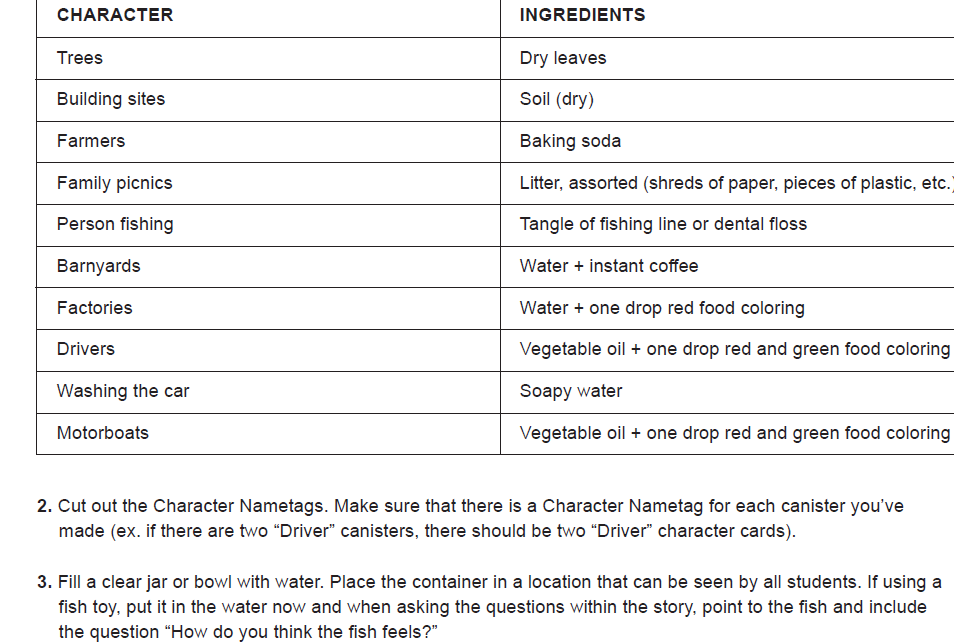 CHARACTER INGREDIENTS
Trees Dry leaves
Building sites Soil (dry)
Farmers Baking soda
Family picnics Litter, assorted (shreds of paper, pieces of plastic, etc.)
Person fishing Tangle of fishing line or dental floss
Barnyards Water + instant coffee
Factories Water + one drop red food coloring
Drivers Vegetable oil + one drop red and green food coloring
Washing the car Soapy water
Motorboats Vegetable oil + one drop red and green food coloring
2. Cut out the Character Nametags. Make sure that there is a Character Nametag for each canister you’ve
made (ex. if there are two “Driver” canisters, there should be two “Driver” character cards).
3. Fill a clear jar or bowl with water. Place the container in a location that can be seen by all students. If using a
fish toy, put it in the water now and when asking the questions within the story, point to the fish and include
the question “How do you think the fish feels?”